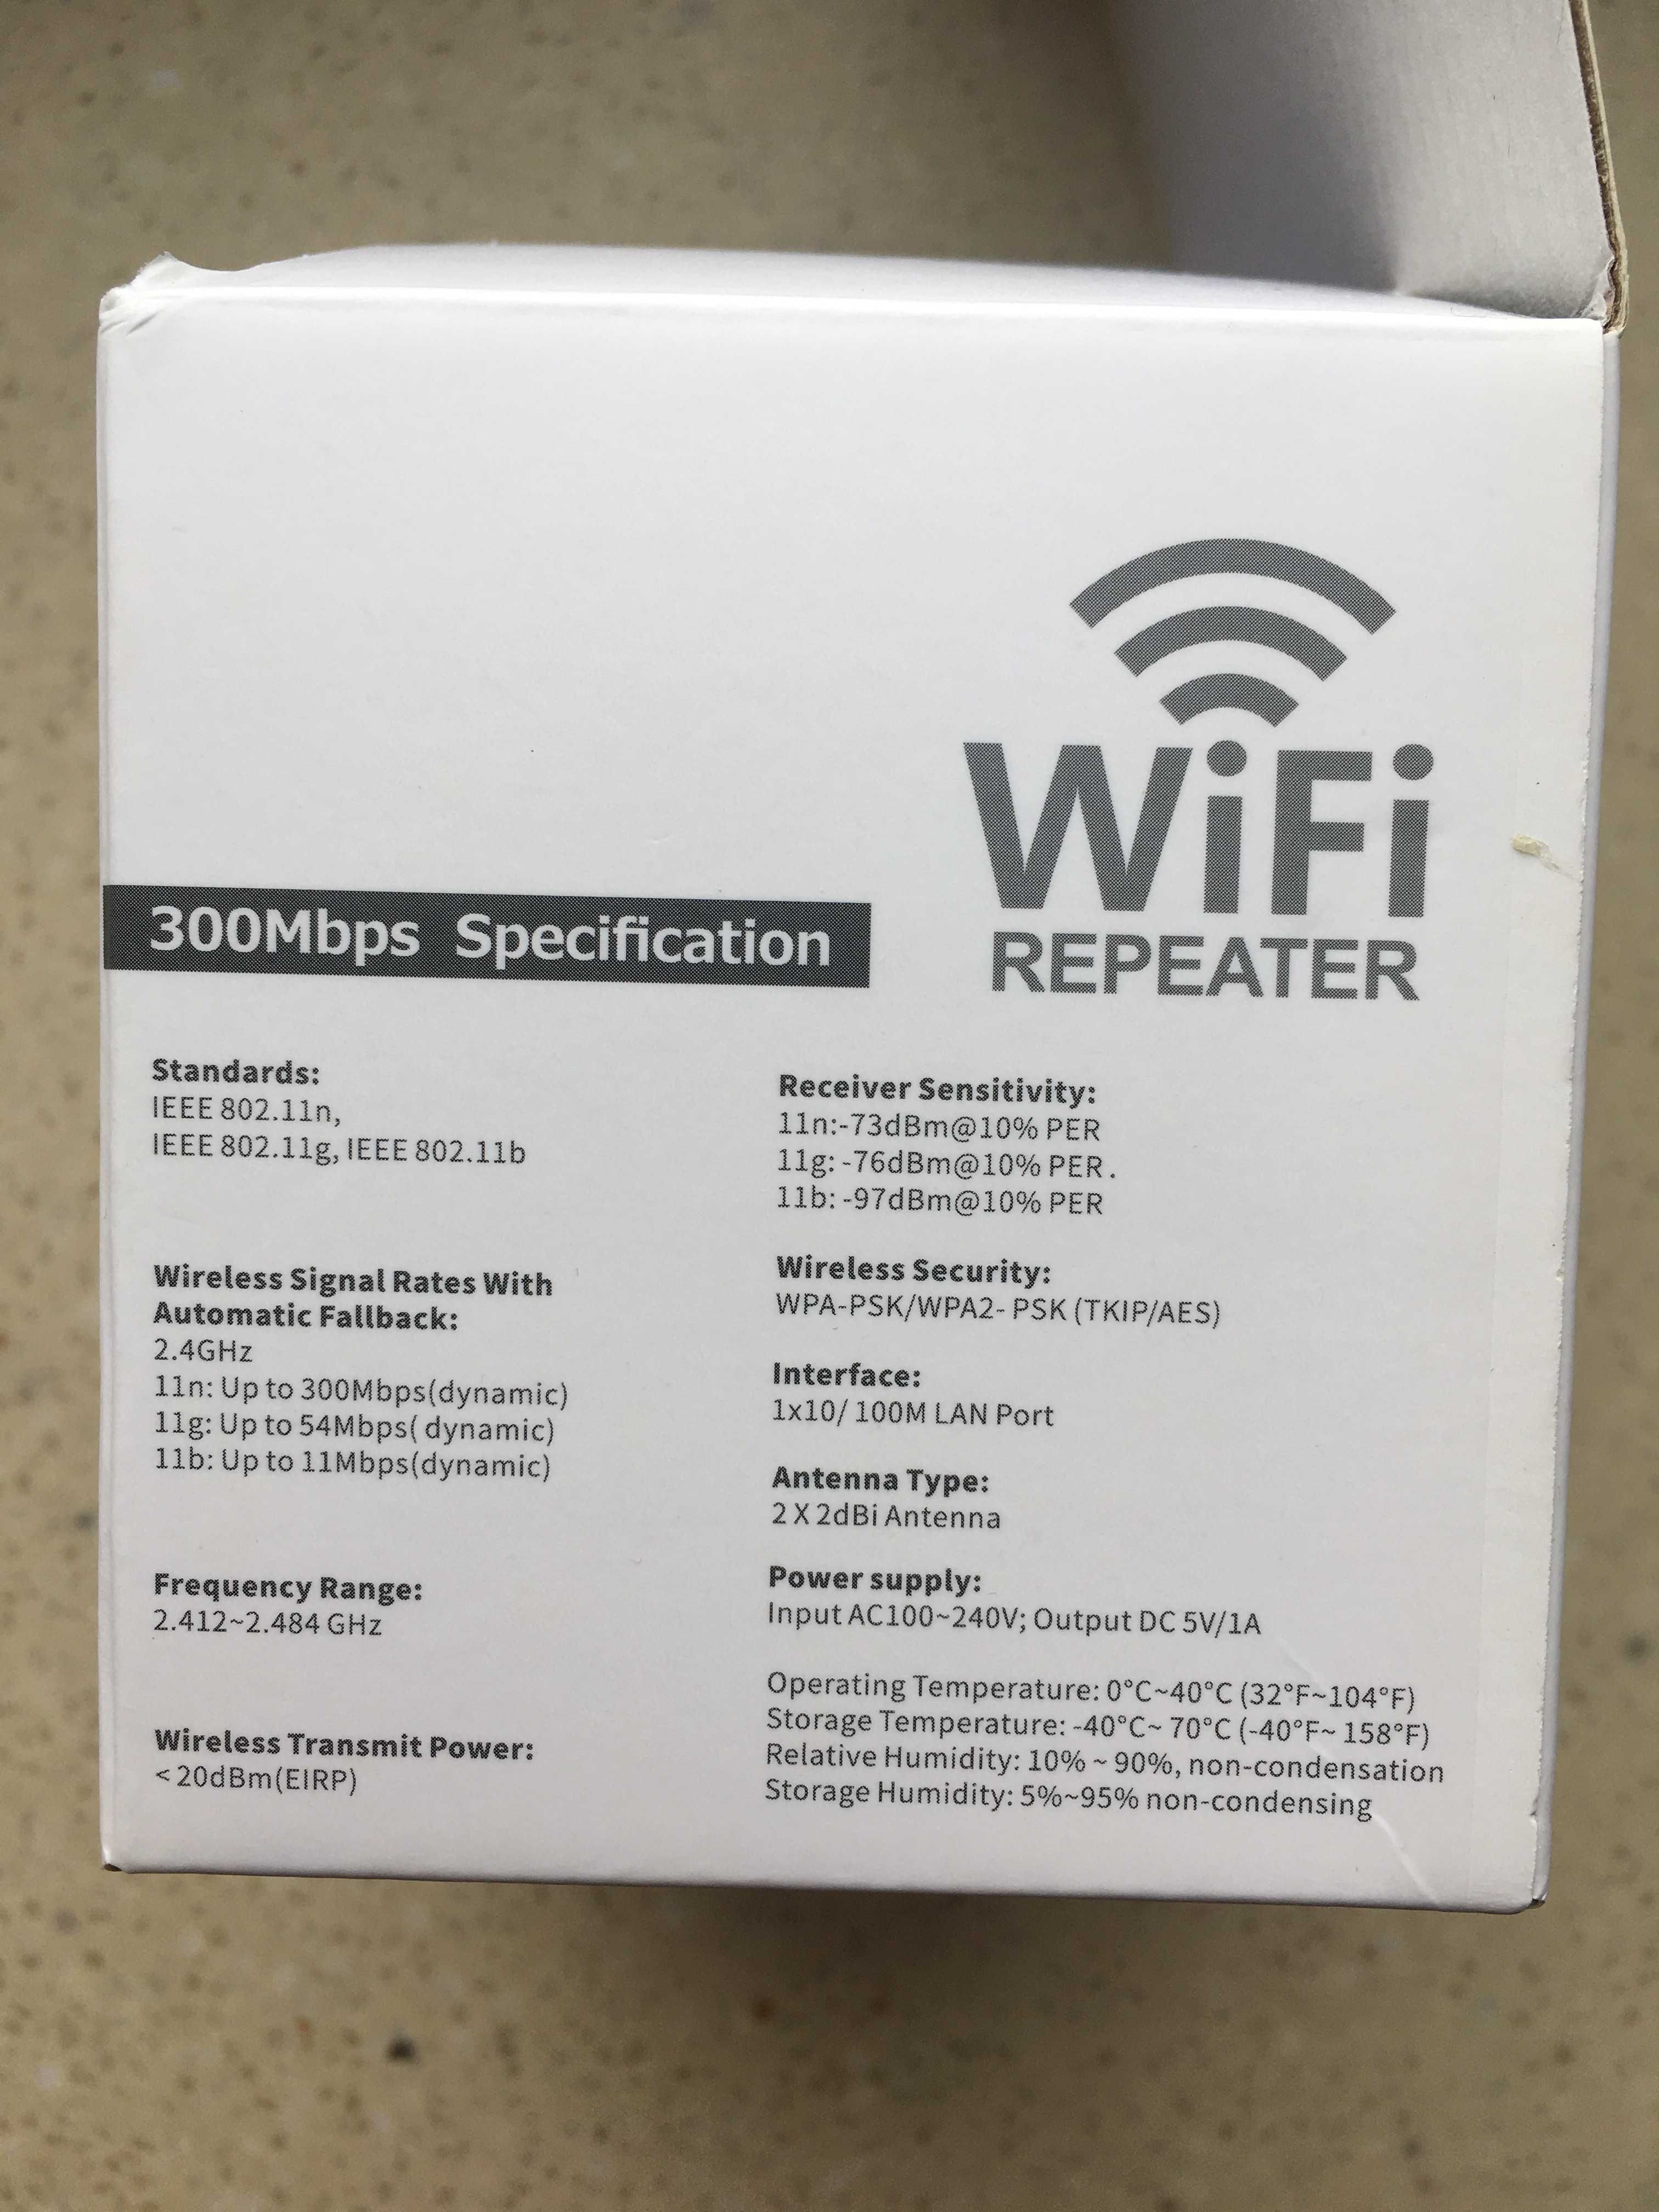 WiFi
REPEATER
300Mbps Specification
Standards:
IEEE 802.11n,
IEEE 802.11g, IEEE 802.11b
Wireless Signal Rates With
Automatic Fallback:
2.4GHz
11n: Up to 300Mbps(dynamic)
11g: Up to 54Mbps( dynamic)
11b: Up to 11Mbps(dynamic)
Frequency Range:
2.412~2.484 GHz
Wireless Transmit Power:
< 20dBm(EIRP)
Receiver Sensitivity:
11n:-73dBm@10% PER
11g: -76dBm@10% PER .
11b: -97dBm@10% PER
Wireless Security:
WPA-PSK/WPA2- PSK (TKIP/AES)
Interface:
1x10/ 100M LAN Port
Antenna Type:
2 X 2dBi Antenna
Power supply:
Input AC100~240V; Output DC 5V/1A
Operating Temperature: 0°C~40°C (32°F~104°F)
Storage Temperature: -40°C~ 70°C (-40°F~ 158°F)
Relative Humidity: 10% ~ 90%, non-condensation
Storage Humidity: 5%~95% non-condensing